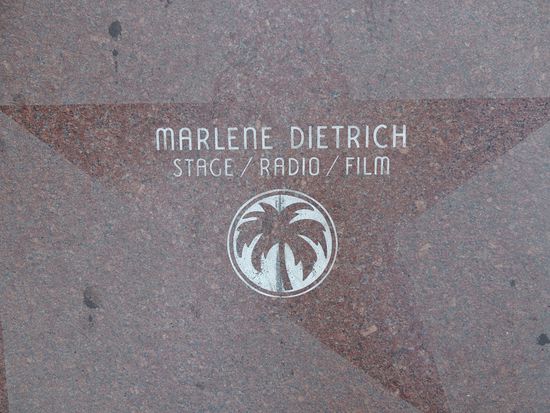 MARLENE DIETRICH
STAGE / RADIO / FILM